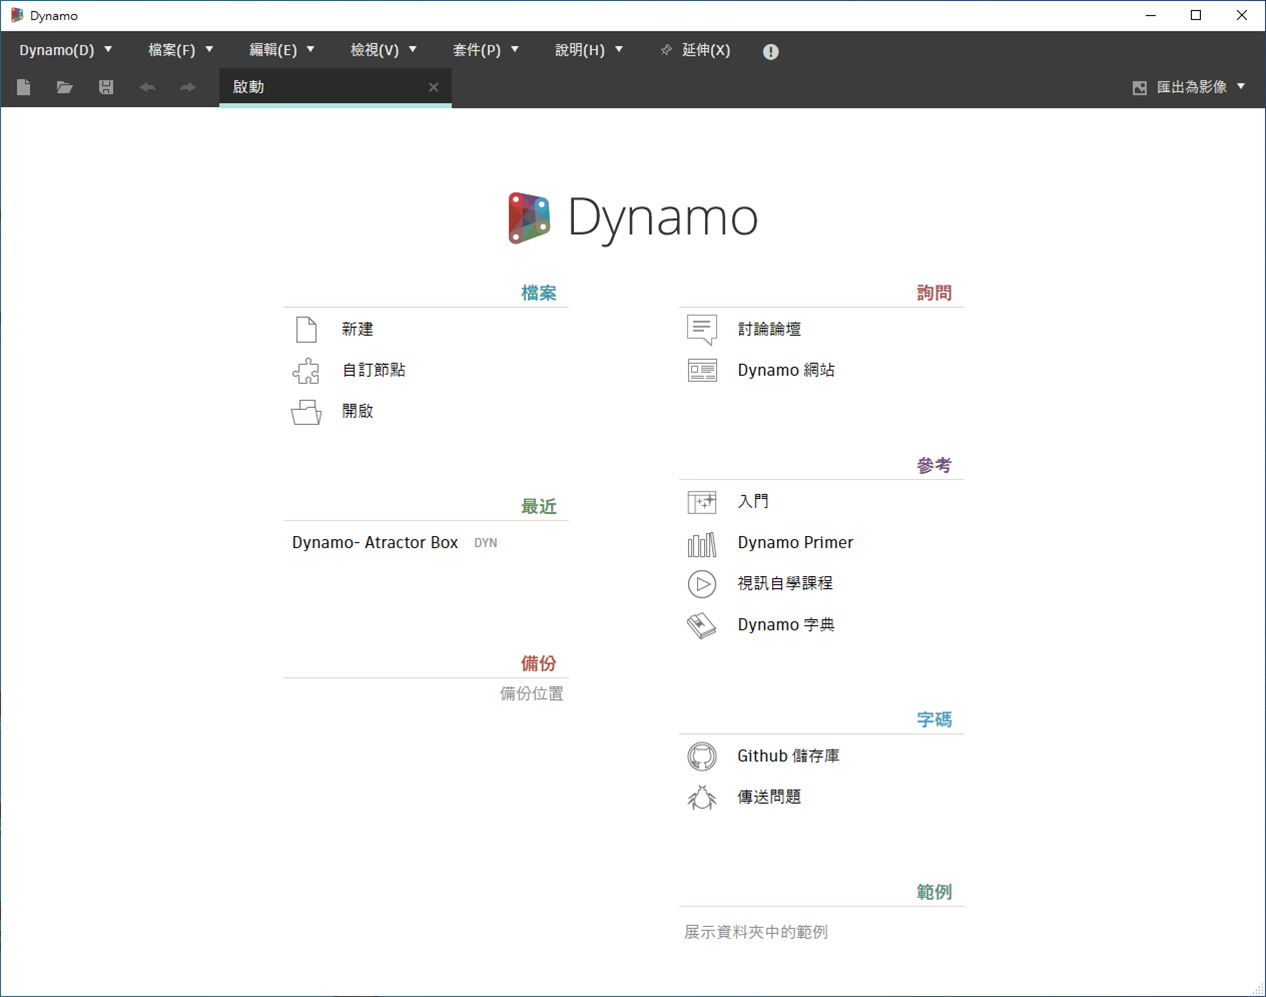 Dynamo
Dynamo(D) 檔案(F) 編輯(E) 檢視(V) 套件(P) 說明(H) 延伸(X)
啟動
匯出為影像
Dynamo
檔案
新建
自訂節點
開啟
最近
Dynamo- Atractor Box DYN
備份
備份位置
詢問
討論論壇
Dynamo 網站
參考
入門
Dynamo Primer
視訊自學課程
Dynamo 字典
字碼
Github 儲存庫
傳送問題
範例
展示資料夾中的範例